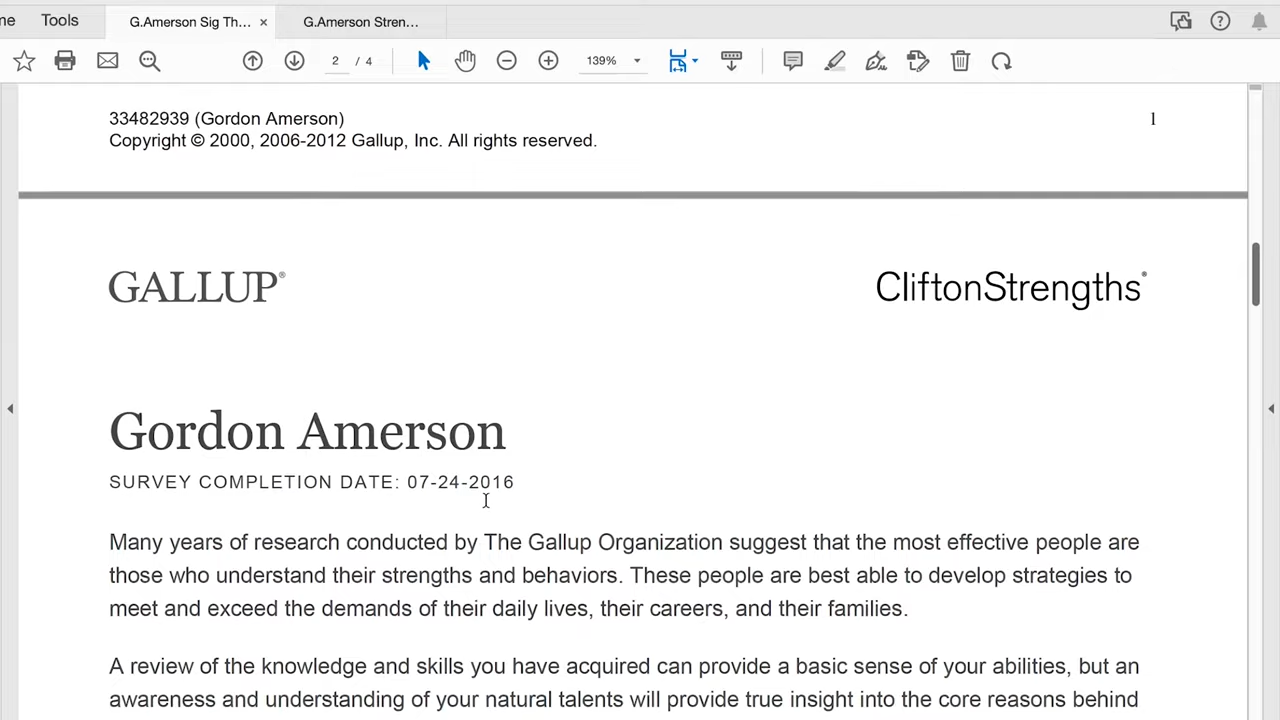 me Tools G.Amerson Sig Th... × G.Amerson Stren...
2 / 4 139%
33482939 (Gordon Amerson) 1
Copyright © 2000, 2006-2012 Gallup, Inc. All rights reserved.
GALLUP® CliftonStrengths®
Gordon Amerson
SURVEY COMPLETION DATE: 07-24-2016
Many years of research conducted by The Gallup Organization suggest that the most effective people are
those who understand their strengths and behaviors. These people are best able to develop strategies to
meet and exceed the demands of their daily lives, their careers, and their families.
A review of the knowledge and skills you have acquired can provide a basic sense of your abilities, but an
awareness and understanding of your natural talents will provide true insight into the core reasons behind